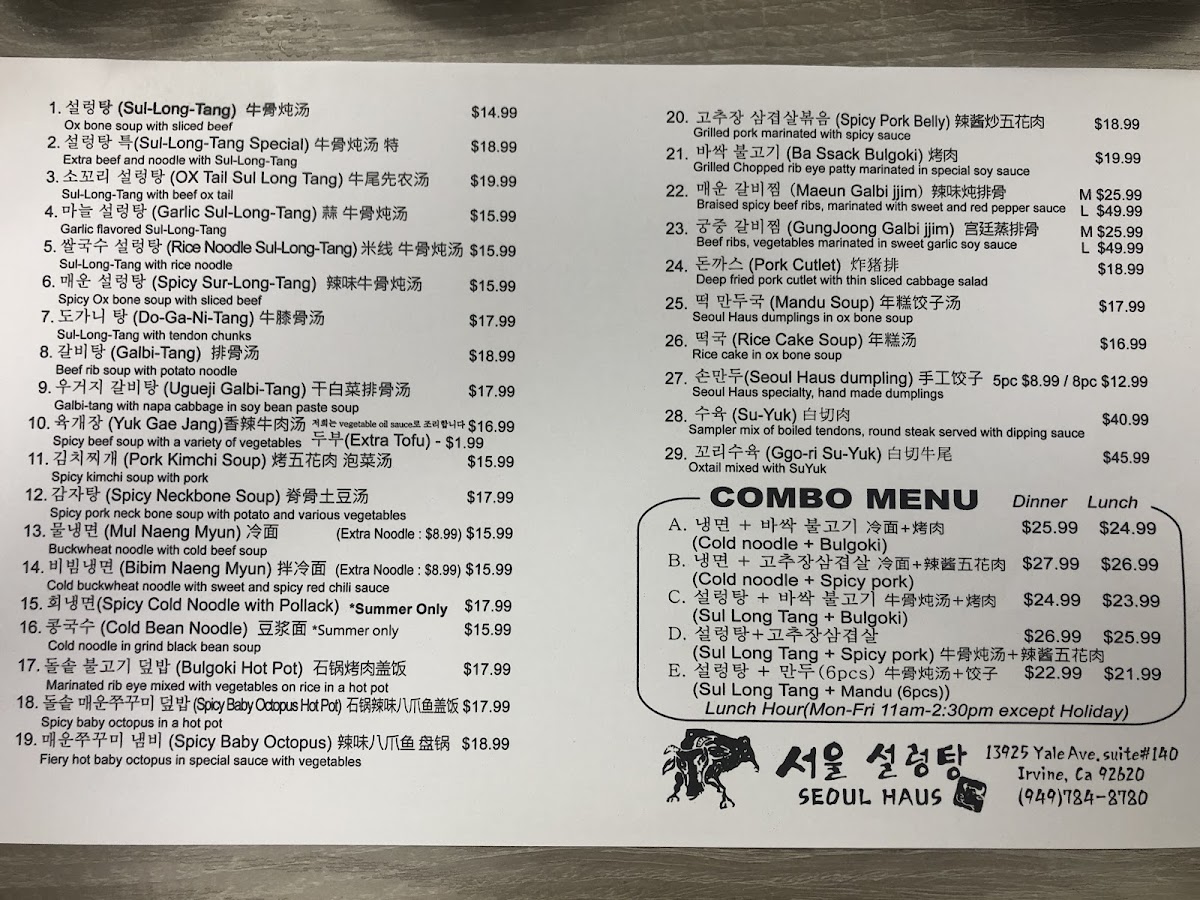 1. 설렁탕 (Sul-Long-Tang) 牛骨炖汤 $14.99
Ox bone soup with sliced beef
2. 설렁탕 특(Sul-Long-Tang Special) 牛骨炖汤 特 $18.99
Extra beef and noodle with Sul-Long-Tang
3. 소꼬리 설렁탕 (OX Tail Sul Long Tang) 牛尾先农汤 $19.99
Sul-Long-Tang with beef ox tail
4. 마늘 설렁탕 (Garlic Sul-Long-Tang) 蒜 牛骨炖汤 $15.99
Garlic flavored Sul-Long-Tang
5. 쌀국수 설렁탕 (Rice Noodle Sul-Long-Tang) 米线 牛骨炖汤 $15.99
Sul-Long-Tang with rice noodle
6. 매운 설렁탕 (Spicy Sur-Long-Tang) 辣味牛骨炖汤 $15.99
Spicy Ox bone soup with sliced beef
7. 도가니 탕 (Do-Ga-Ni-Tang) 牛膝骨汤 $17.99
Sul-Long-Tang with tendon chunks
8. 갈비탕 (Galbi-Tang) 排骨汤 $18.99
Beef rib soup with potato noodle
9. 우거지 갈비탕 (Ugueji Galbi-Tang) 干白菜排骨汤 $17.99
Galbi-tang with napa cabbage in soy bean paste soup
10. 육개장 (Yuk Gae Jang)香辣牛肉汤 저희는 vegetable oil sauce로 조리합니다 $16.99
Spicy beef soup with a variety of vegetables 두부(Extra Tofu) - $1.99
11. 김치찌개 (Pork Kimchi Soup) 烤五花肉 泡菜汤 $15.99
Spicy kimchi soup with pork
12. 감자탕 (Spicy Neckbone Soup) 脊骨土豆汤 $17.99
Spicy pork neck bone soup with potato and various vegetables
13. 물냉면 (Mul Naeng Myun) 冷面 (Extra Noodle : $8.99) $15.99
Buckwheat noodle with cold beef soup
14. 비빔냉면 (Bibim Naeng Myun) 拌冷面 (Extra Noodle : $8.99) $15.99
Cold buckwheat noodle with sweet and spicy red chili sauce
15. 회냉면(Spicy Cold Noodle with Pollack) *Summer Only $17.99
16. 콩국수 (Cold Bean Noodle) 豆浆面 *Summer only $15.99
Cold noodle in grind black bean soup
17. 돌솥 불고기 덮밥 (Bulgoki Hot Pot) 石锅烤肉盖饭 $17.99
Marinated rib eye mixed with vegetables on rice in a hot pot
18. 돌솥 매운쭈꾸미 덮밥 (Spicy Baby Octopus Hot Pot) 石锅辣味八爪鱼盖饭 $17.99
Spicy baby octopus in a hot pot
19. 매운쭈꾸미 냄비 (Spicy Baby Octopus) 辣味八爪鱼 盘锅 $18.99
Fiery hot baby octopus in special sauce with vegetables
20. 고추장 삼겹살볶음 (Spicy Pork Belly) 辣酱炒五花肉 $18.99
Grilled pork marinated with spicy sauce
21. 바싹 불고기 (Ba Ssack Bulgoki) 烤肉 $19.99
Grilled Chopped rib eye patty marinated in special soy sauce
22. 매운 갈비찜 (Maeun Galbi jjim) 辣味炖排骨 M $25.99
Braised spicy beef ribs, marinated with sweet and red pepper sauce L $49.99
23. 궁중 갈비찜 (GungJoong Galbi jjim) 宫廷蒸排骨 M $25.99
Beef ribs, vegetables marinated in sweet garlic soy sauce L $49.99
24. 돈까스 (Pork Cutlet) 炸猪排 $18.99
Deep fried pork cutlet with thin sliced cabbage salad
25. 떡 만두국 (Mandu Soup) 年糕饺子汤 $17.99
Seoul Haus dumplings in ox bone soup
26. 떡국 (Rice Cake Soup) 年糕汤 $16.99
Rice cake in ox bone soup
27. 손만두(Seoul Haus dumpling) 手工饺子 5pc $8.99 / 8pc $12.99
Seoul Haus specialty, hand made dumplings
28. 수육 (Su-Yuk) 白切肉 $40.99
Sampler mix of boiled tendons, round steak served with dipping sauce
29. 꼬리수육 (Ggo-ri Su-Yuk) 白切牛尾 $45.99
Oxtail mixed with SuYuk
COMBO MENU Dinner Lunch
A. 냉면 + 바싹 불고기 冷面+烤肉 $25.99 $24.99
(Cold noodle + Bulgoki)
B. 냉면 + 고추장삼겹살 冷面+辣酱五花肉 $27.99 $26.99
(Cold noodle + Spicy pork)
C. 설렁탕 + 바싹 불고기 牛骨炖汤+烤肉 $24.99 $23.99
(Sul Long Tang + Bulgoki)
D. 설렁탕+고추장삼겹살 $26.99 $25.99
(Sul Long Tang + Spicy pork) 牛骨炖汤+辣酱五花肉
E. 설렁탕 + 만두(6pcs) 牛骨炖汤+饺子 $22.99 $21.99
(Sul Long Tang + Mandu (6pcs))
Lunch Hour(Mon-Fri 11am-2:30pm except Holiday)
서울 설렁탕
SEOUL HAUS
13925 Yale Ave. suite#140
Irvine, Ca 92620
(949)784-8780